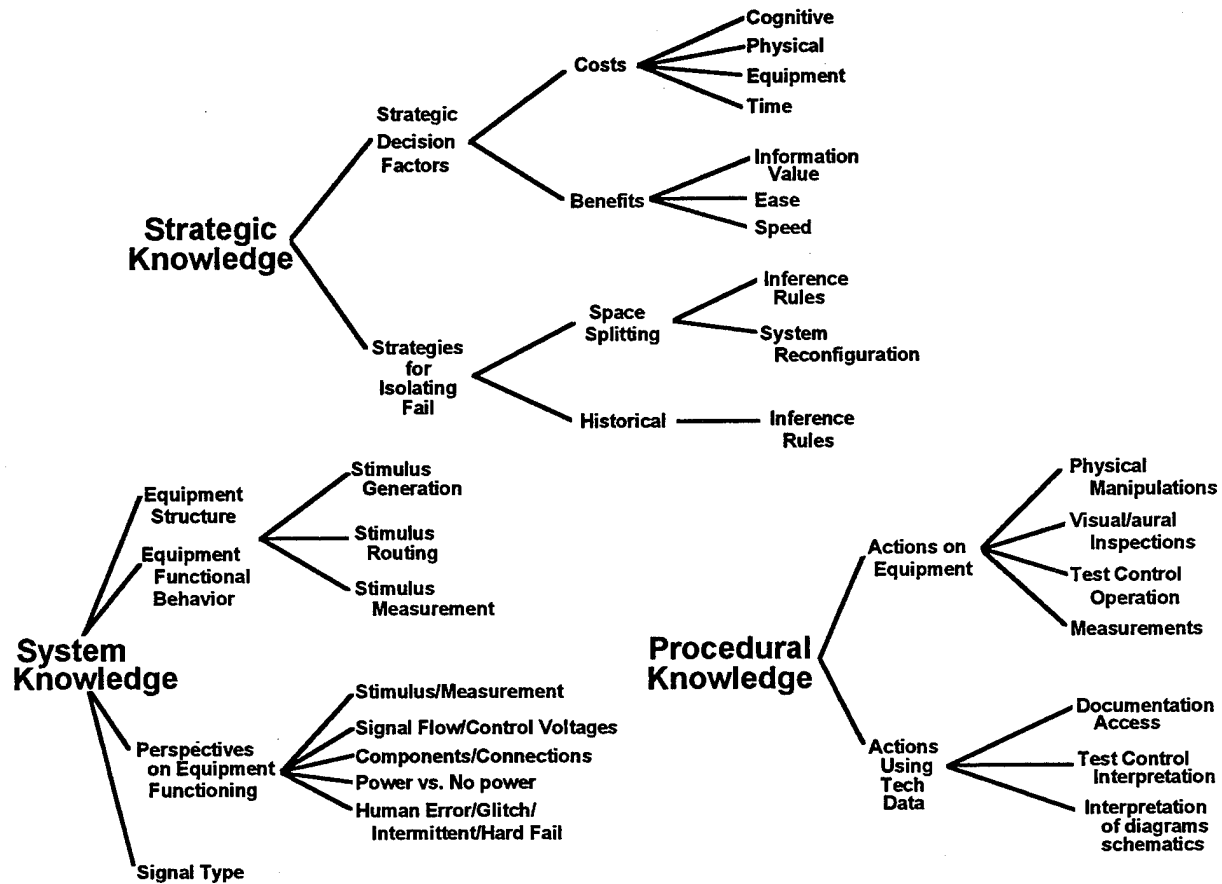 Cognitive
Physical
Costs
Equipment
Time
Strategic
Decision
Factors
Information
Value
Benefits
Ease
Speed
Strategic
Knowledge
Inference
Rules
Space
Splitting
System
Reconfiguration
Strategies
for
Isolating
Fail
Historical
Inference
Rules
Equipment
Structure
Stimulus
Generation
Stimulus
Routing
Equipment
Functional
Behavior
Stimulus
Measurement
System
Knowledge
Stimulus/Measurement
Signal Flow/Control Voltages
Perspectives
on Equipment
Functioning
Components/Connections
Power vs. No power
Human Error/Glitch/
Intermittent/Hard Fail
Signal Type
Physical
Manipulations
Visual/aural
Inspections
Actions on
Equipment
Test Control
Operation
Measurements
Procedural
Knowledge
Documentation
Access
Actions
Using
Tech
Data
Test Control
Interpretation
Interpretation
of diagrams
schematics